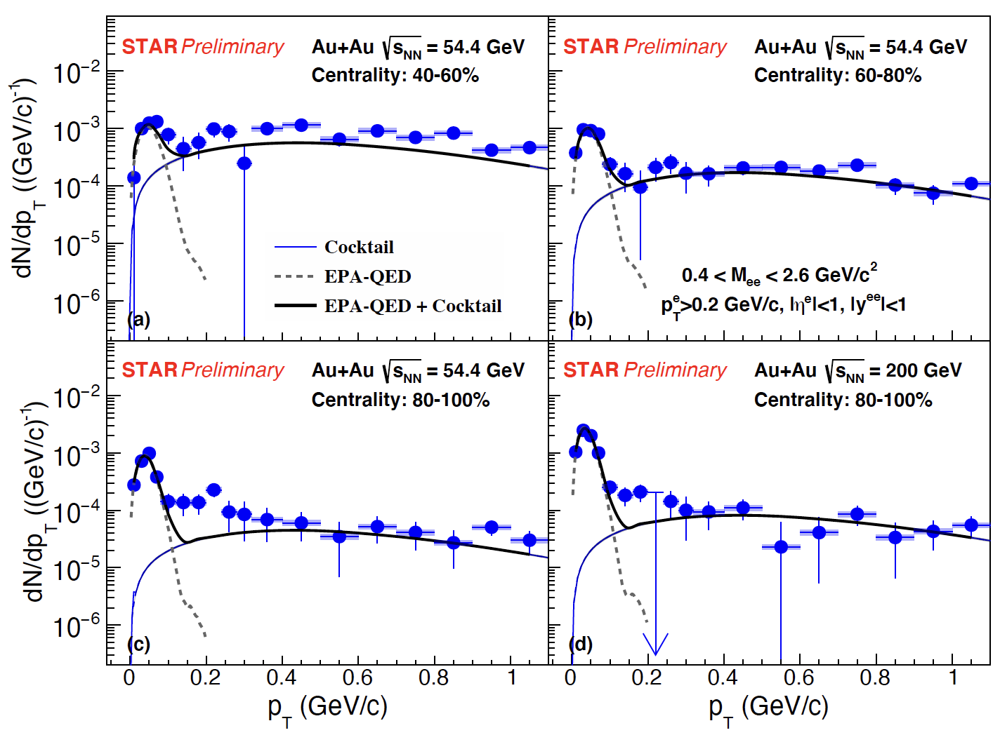 STAR Preliminary Au+Au √sNN = 54.4 GeV
Centrality: 40-60%
STAR Preliminary Au+Au √sNN = 54.4 GeV
Centrality: 60-80%
10−2
10−3
10−4
10−5
10−6
dN/dpT ((GeV/c)-1)
Cocktail
EPA-QED
EPA-QED + Cocktail
(a)
0.4 < Mee < 2.6 GeV/c2
peT>0.2 GeV/c, |ηe|<1, |yee|<1
(b)
STAR Preliminary Au+Au √sNN = 54.4 GeV
Centrality: 80-100%
STAR Preliminary Au+Au √sNN = 200 GeV
Centrality: 80-100%
10−2
10−3
10−4
10−5
10−6
dN/dpT ((GeV/c)-1)
(c)
(d)
0 0.2 0.4 0.6 0.8 1
0 0.2 0.4 0.6 0.8 1
pT (GeV/c)
pT (GeV/c)